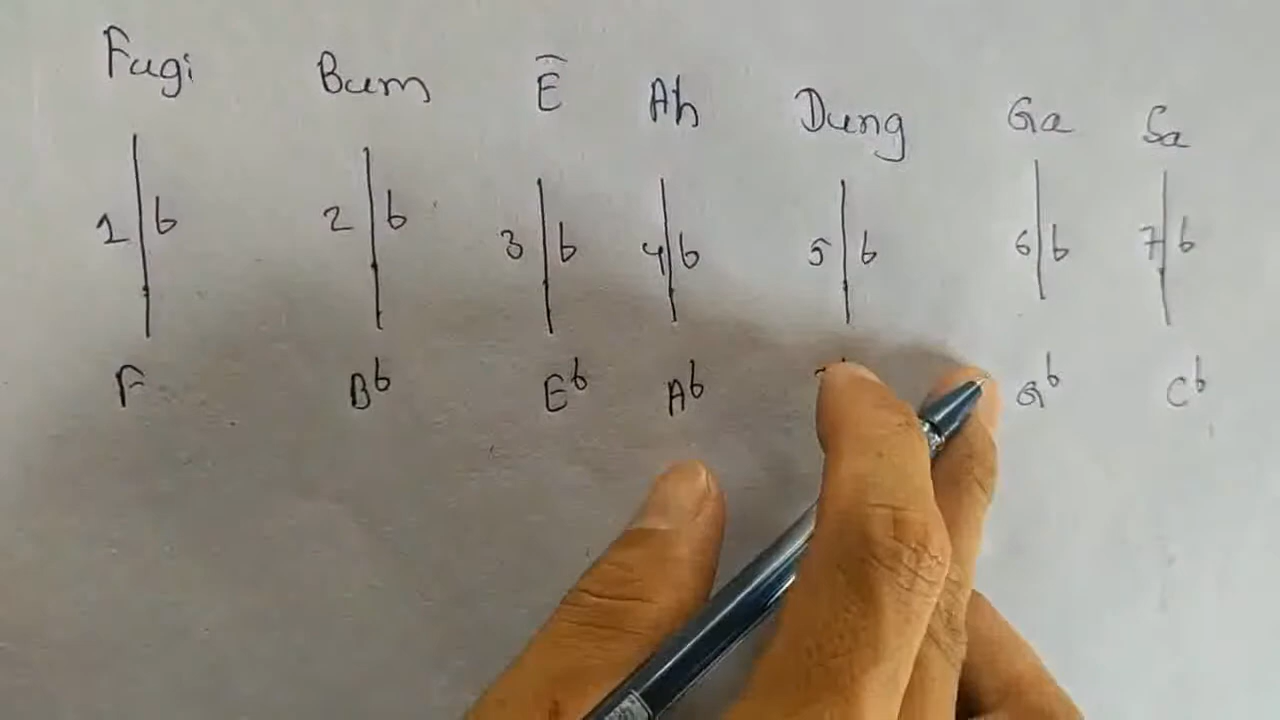 Fugi Bum Ē Ah Dung Ga Sa
1 b 2 b 3 b 4 b 5 b 6 b 7 b
F B♭ E♭ A♭ G♭ C♭